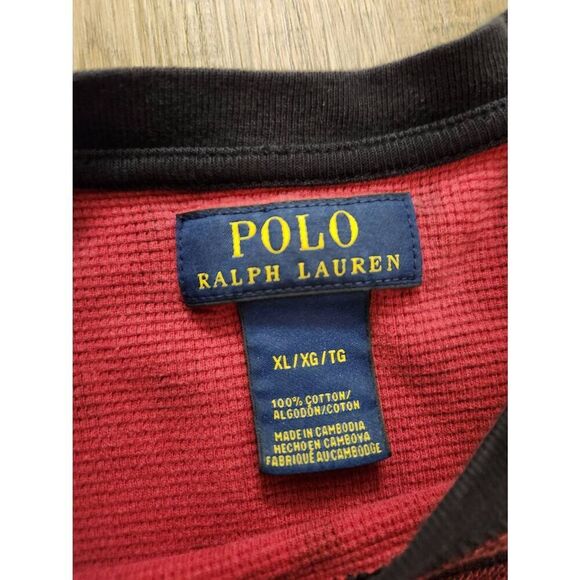 POLO
RALPH LAUREN
XL/XG/TG
100% COTTON/
ALGODÓN/COTON
MADE IN CAMBODIA
HECHO EN CAMBOYA
FABRIQUÉ AU CAMBODGE